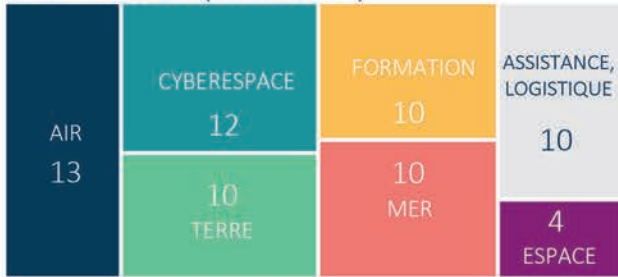 AIR
13
CYBERESPACE
12
10
TERRE
FORMATION
10
10
MER
ASSISTANCE,
LOGISTIQUE
10
4
ESPACE